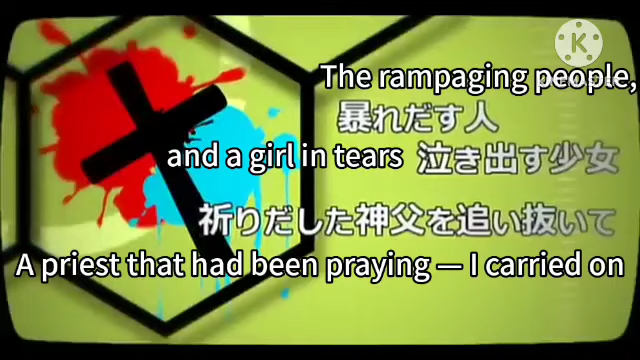 K
The rampaging people,
暴れだす人
and a girl in tears 泣き出す少女
祈りだした神父を追い抜いて
A priest that had been praying — I carried on